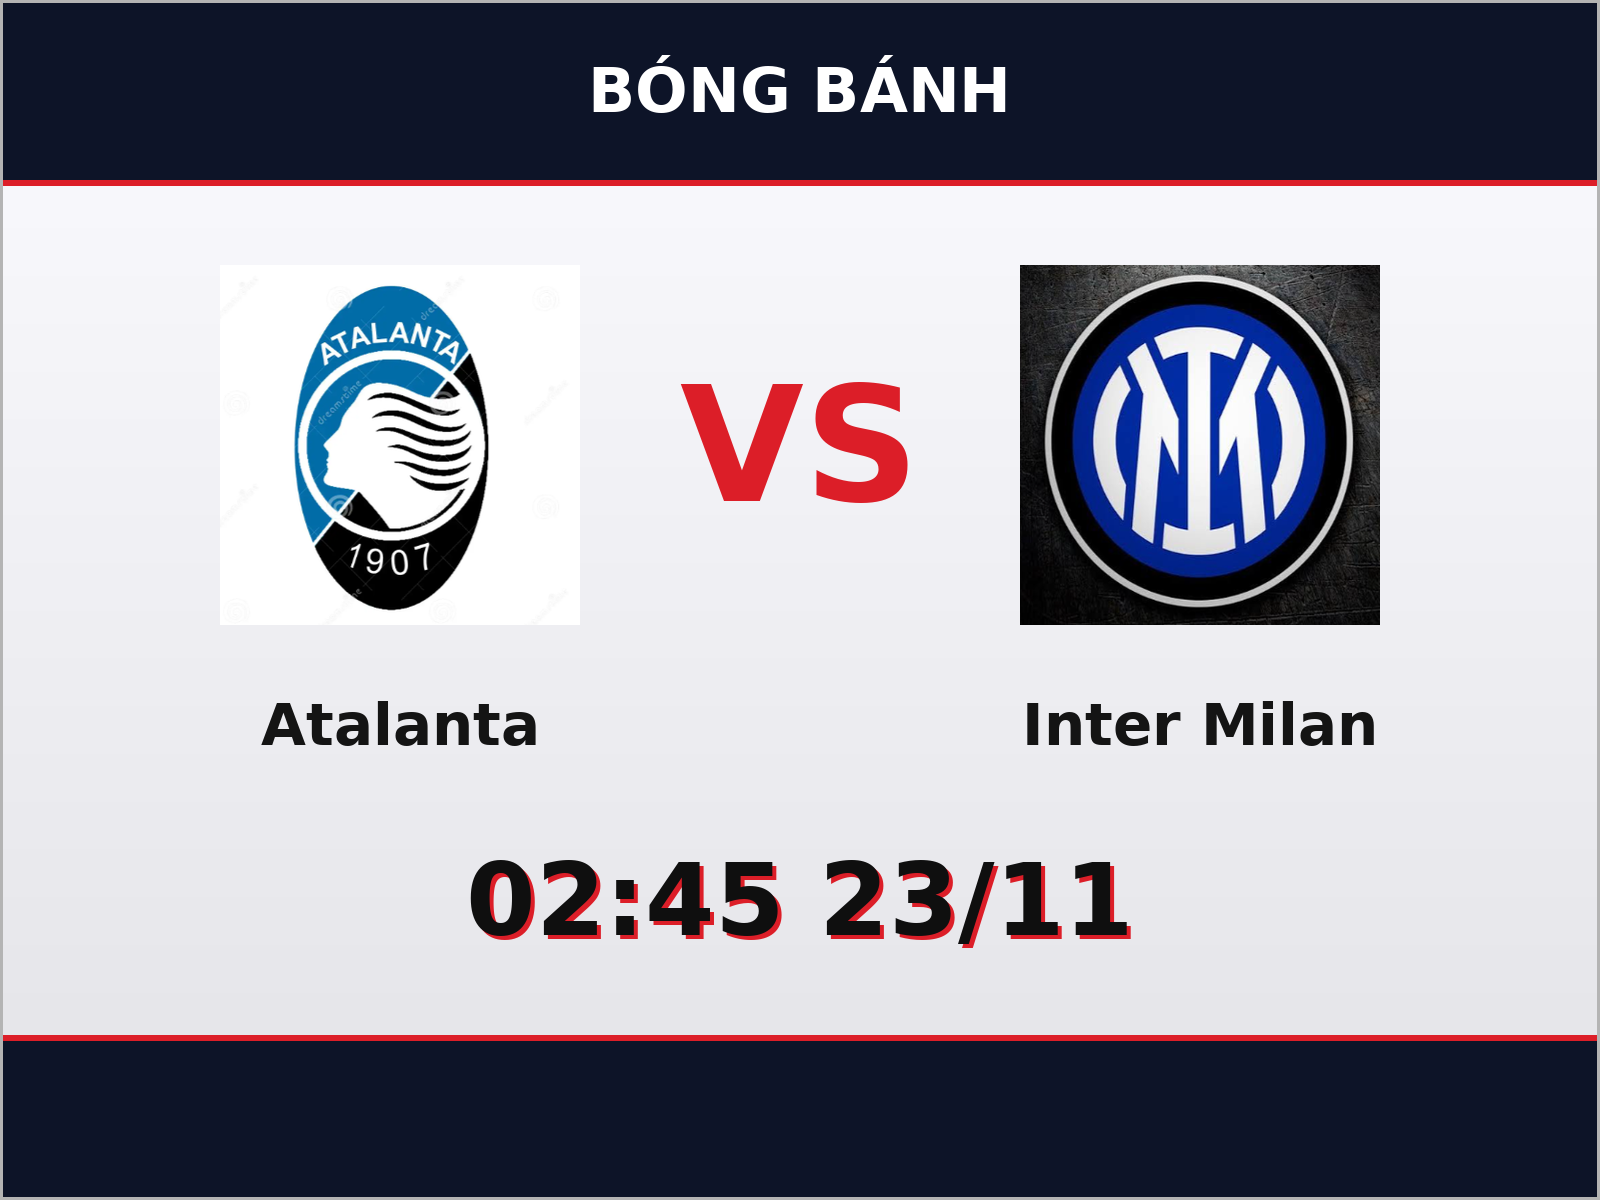 BÓNG BÁNH
ATALANTA
1907
VS
Atalanta
Inter Milan
02:45 23/11